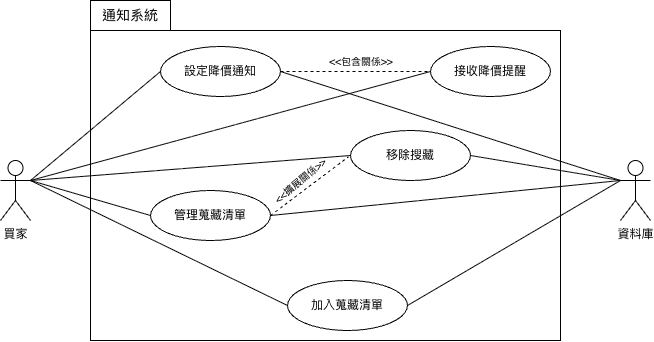 通知系統
<<包含關係>>
設定降價通知
接收降價提醒
移除搜藏
<<擴展關係>>
管理蒐藏清單
買家
資料庫
加入蒐藏清單